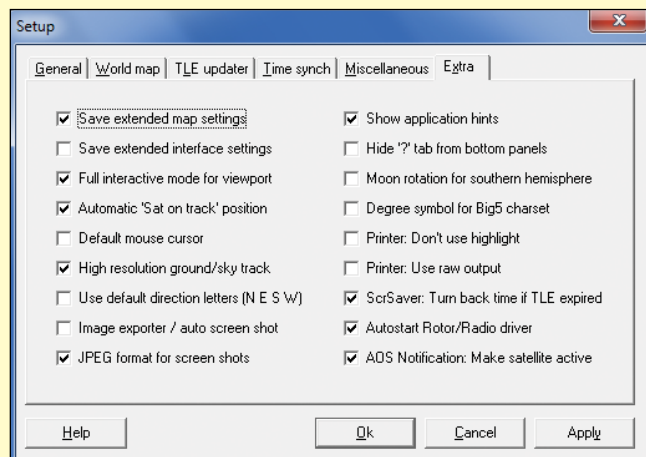 Setup
General World map TLE updater Time synch Miscellaneous Extra
Save extended map settings
Save extended interface settings
Full interactive mode for viewport
Automatic 'Sat on track' position
Default mouse cursor
High resolution ground/sky track
Use default direction letters (N E S W)
Image exporter / auto screen shot
JPEG format for screen shots
Show application hints
Hide '?' tab from bottom panels
Moon rotation for southern hemisphere
Degree symbol for Big5 charset
Printer: Don't use highlight
Printer: Use raw output
ScrSaver: Turn back time if TLE expired
Autostart Rotor/Radio driver
AOS Notification: Make satellite active
Help Ok Cancel Apply